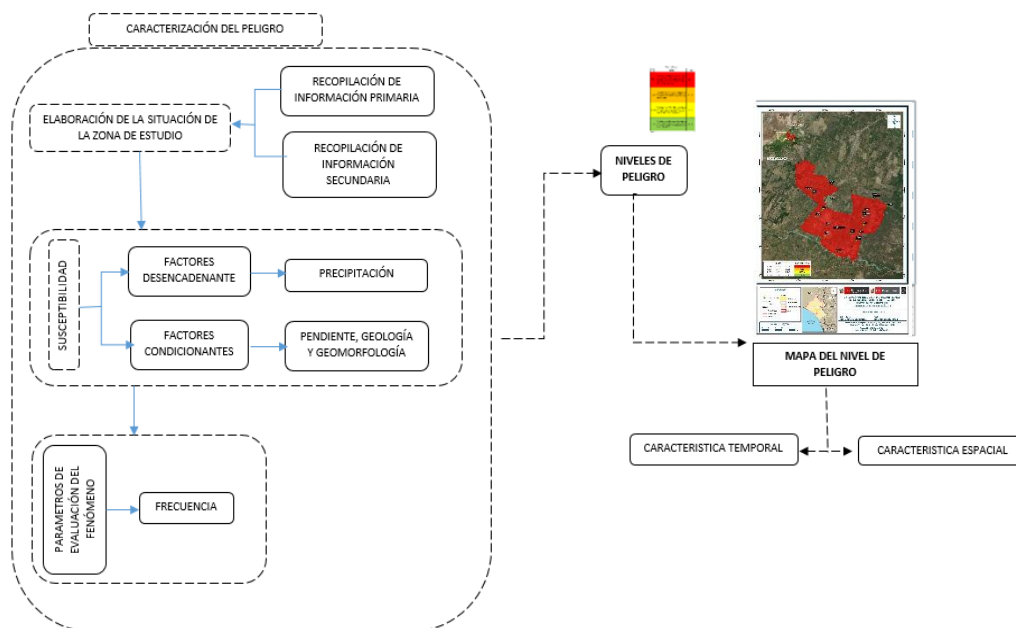 CARACTERIZACIÓN DEL PELIGRO
RECOPILACIÓN DE
INFORMACIÓN PRIMARIA
ELABORACIÓN DE LA SITUACIÓN DE
LA ZONA DE ESTUDIO
RECOPILACIÓN DE
INFORMACIÓN
SECUNDARIA
SUSCEPTIBILIDAD
FACTORES
DESENCADENANTE
PRECIPITACIÓN
FACTORES
CONDICIONANTES
PENDIENTE, GEOLOGÍA
Y GEOMORFOLOGÍA
PARAMETROS DE
EVALUACIÓN DEL
FENÓMENO
FRECUENCIA
NIVELES DE
PELIGRO
MAPA DEL NIVEL DE
PELIGRO
CARACTERISTICA TEMPORAL
CARACTERISTICA ESPACIAL